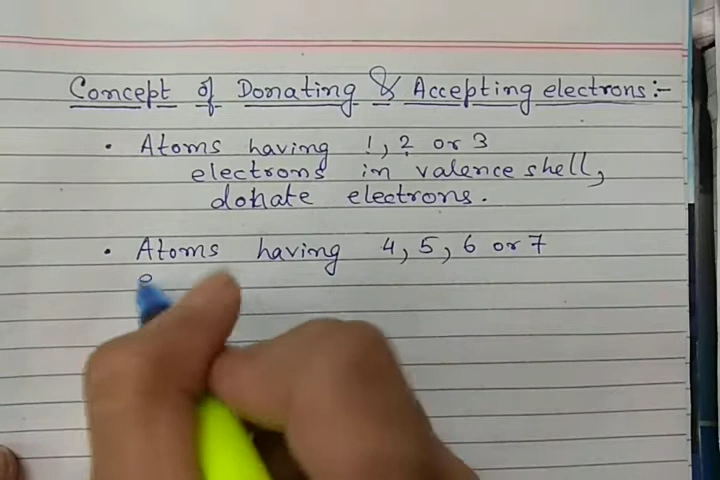 Concept of Donating & Accepting electrons:-
• Atoms having 1, 2 or 3
electrons in valence shell,
donate electrons.
• Atoms having 4, 5, 6 or 7
e